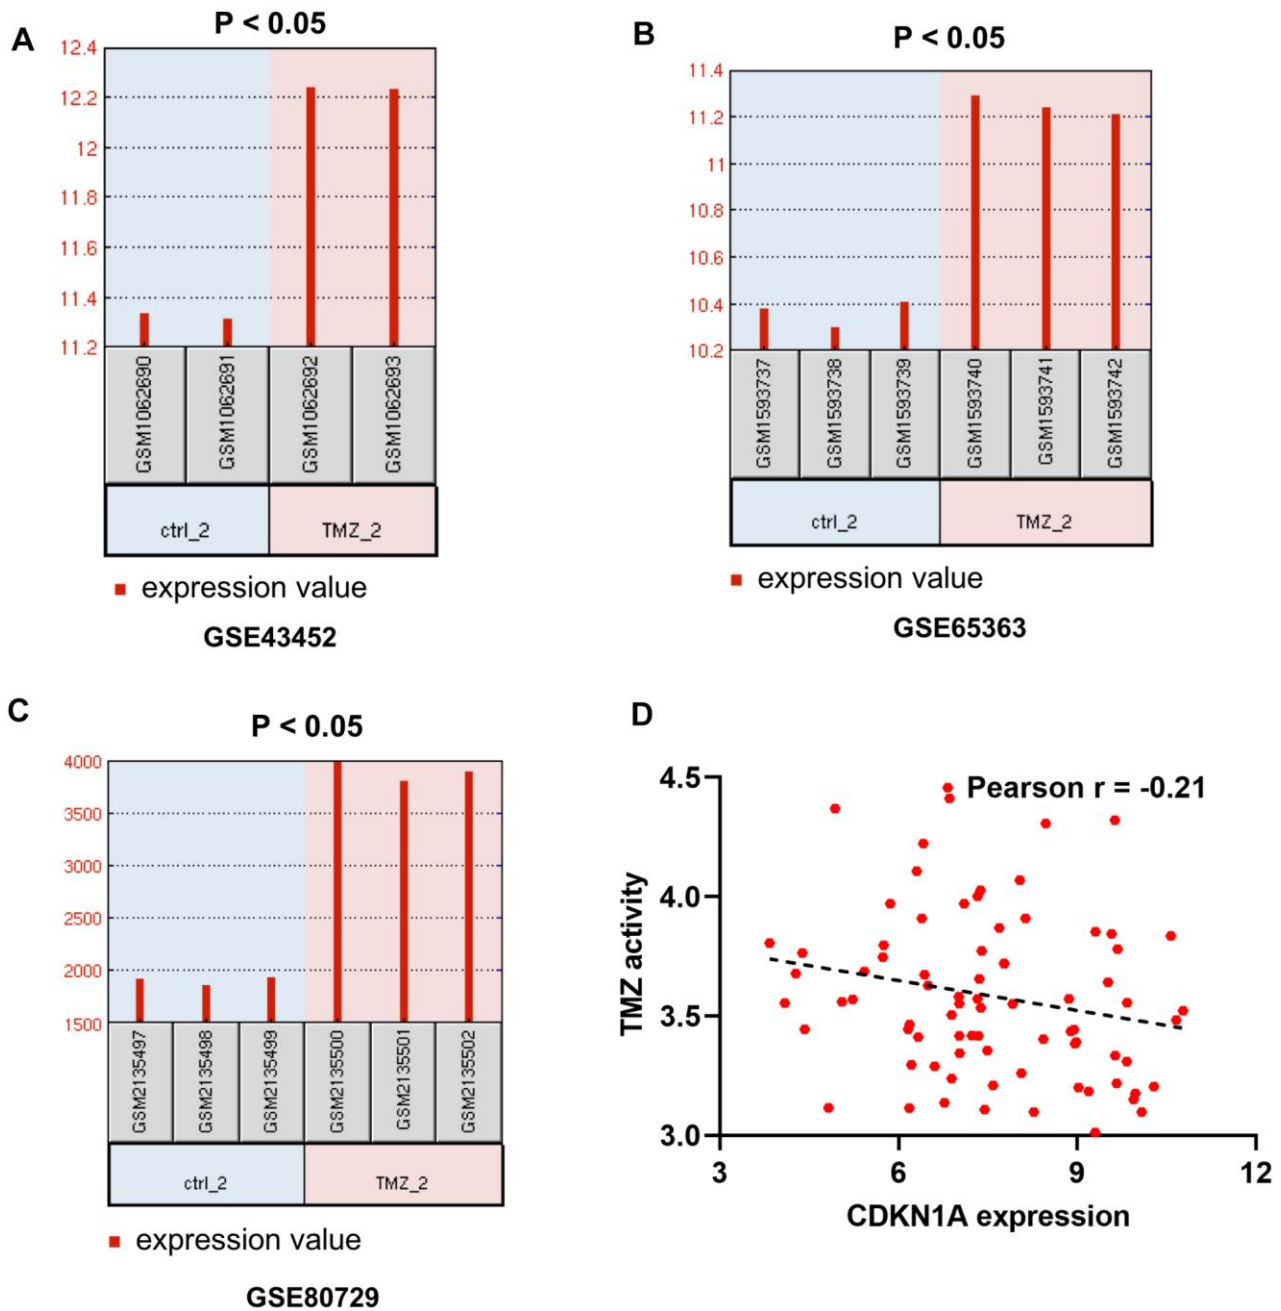 A
P < 0.05
12.4
12.2
12
11.8
11.6
11.4
11.2
GSM1062690
GSM1062691
GSM1062692
GSM1062693
ctrl_2
TMZ_2
expression value
GSE43452
B
P < 0.05
11.4
11.2
11
10.8
10.6
10.4
10.2
GSM1593737
GSM1593738
GSM1593739
GSM1593740
GSM1593741
GSM1593742
ctrl_2
TMZ_2
expression value
GSE65363
C
P < 0.05
4000
3500
3000
2500
2000
1500
GSM2135497
GSM2135498
GSM2135499
GSM2135500
GSM2135501
GSM2135502
ctrl_2
TMZ_2
expression value
GSE80729
D
Pearson r = -0.21
TMZ activity
4.5
4.0
3.5
3.0
3
6
9
12
CDKN1A expression